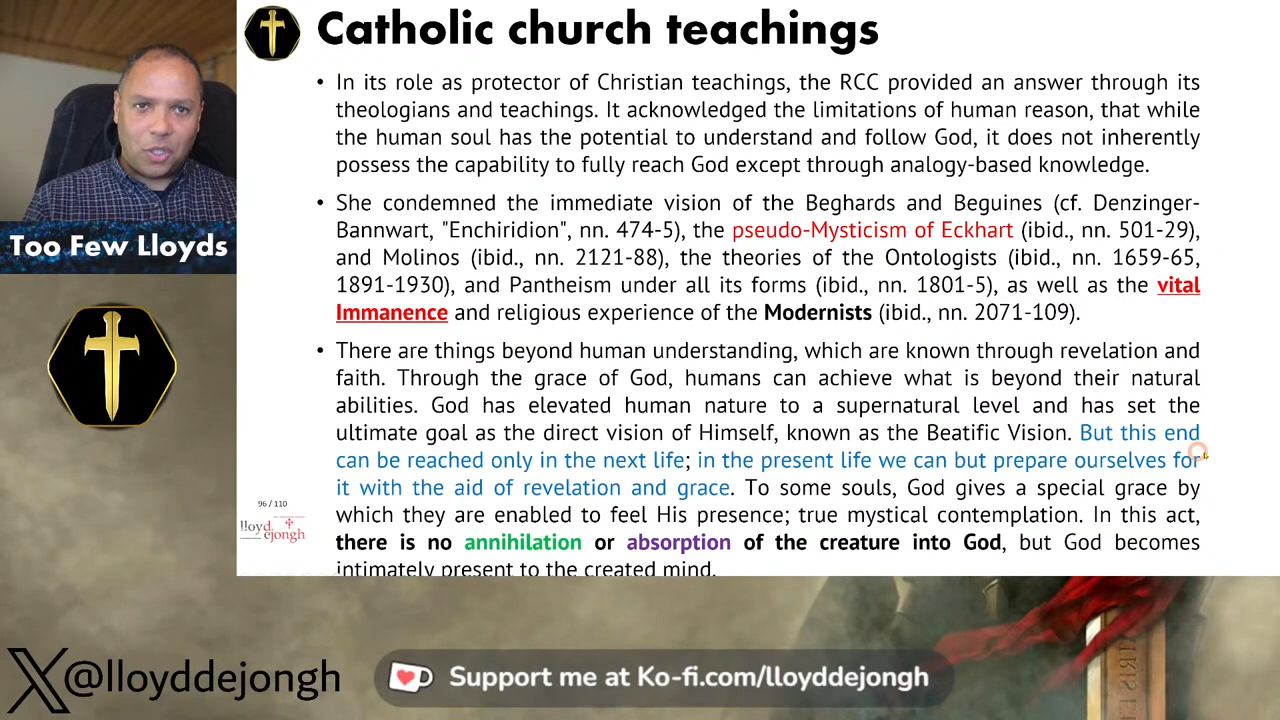 Catholic church teachings
• In its role as protector of Christian teachings, the RCC provided an answer through its
theologians and teachings. It acknowledged the limitations of human reason, that while
the human soul has the potential to understand and follow God, it does not inherently
possess the capability to fully reach God except through analogy-based knowledge.
• She condemned the immediate vision of the Beghards and Beguines (cf. Denzinger-
Bannwart, "Enchiridion", nn. 474-5), the pseudo-Mysticism of Eckhart (ibid., nn. 501-29),
and Molinos (ibid., nn. 2121-88), the theories of the Ontologists (ibid., nn. 1659-65,
1891-1930), and Pantheism under all its forms (ibid., nn. 1801-5), as well as the vital
Immanence and religious experience of the Modernists (ibid., nn. 2071-109).
• There are things beyond human understanding, which are known through revelation and
faith. Through the grace of God, humans can achieve what is beyond their natural
abilities. God has elevated human nature to a supernatural level and has set the
ultimate goal as the direct vision of Himself, known as the Beatific Vision. But this end
can be reached only in the next life; in the present life we can but prepare ourselves for
it with the aid of revelation and grace. To some souls, God gives a special grace by
which they are enabled to feel His presence; true mystical contemplation. In this act,
there is no annihilation or absorption of the creature into God, but God becomes
intimately present to the created mind.
Too Few Lloyds
96 / 110
lloyd
ejongh
X@lloyddejongh
Support me at Ko-fi.com/lloyddejongh